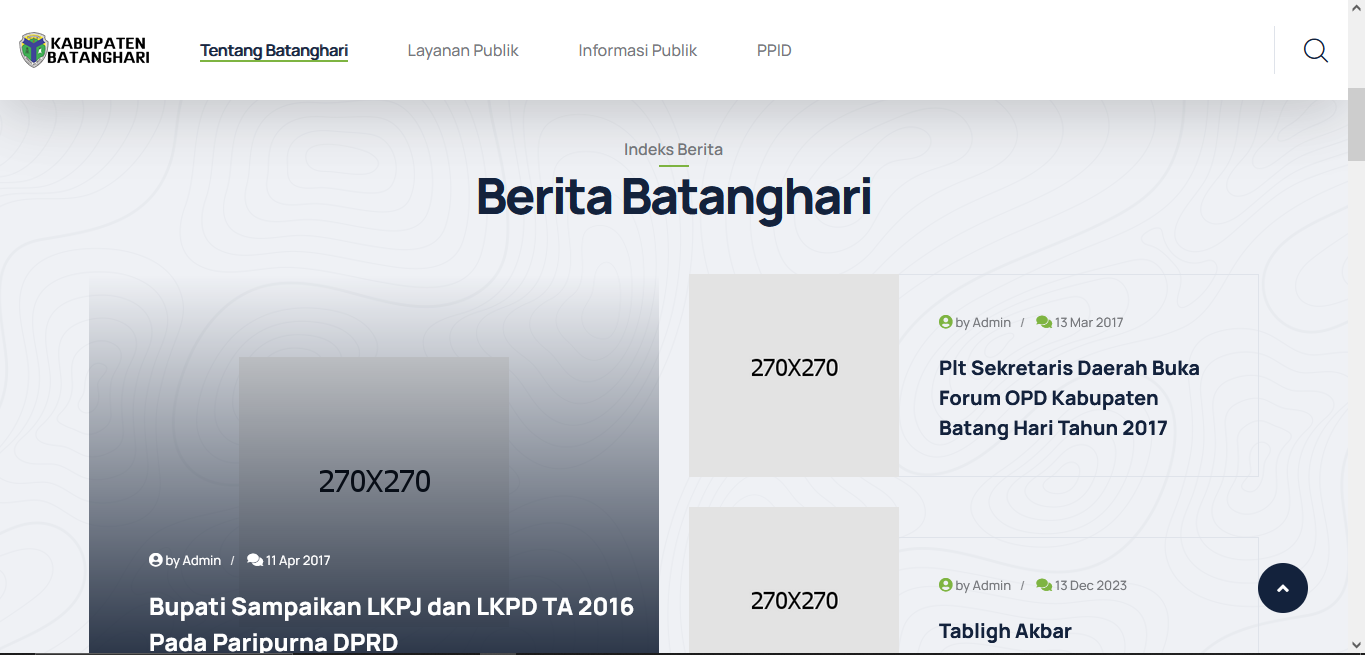 KABUPATEN
BATANGHARI
Tentang Batanghari
Layanan Publik
Informasi Publik
PPID
Indeks Berita
Berita Batanghari
270X270
by Admin / 11 Apr 2017
Bupati Sampaikan LKPJ dan LKPD TA 2016
Pada Paripurna DPRD
270X270
by Admin / 13 Mar 2017
Plt Sekretaris Daerah Buka
Forum OPD Kabupaten
Batang Hari Tahun 2017
270X270
by Admin / 13 Dec 2023
Tabligh Akbar